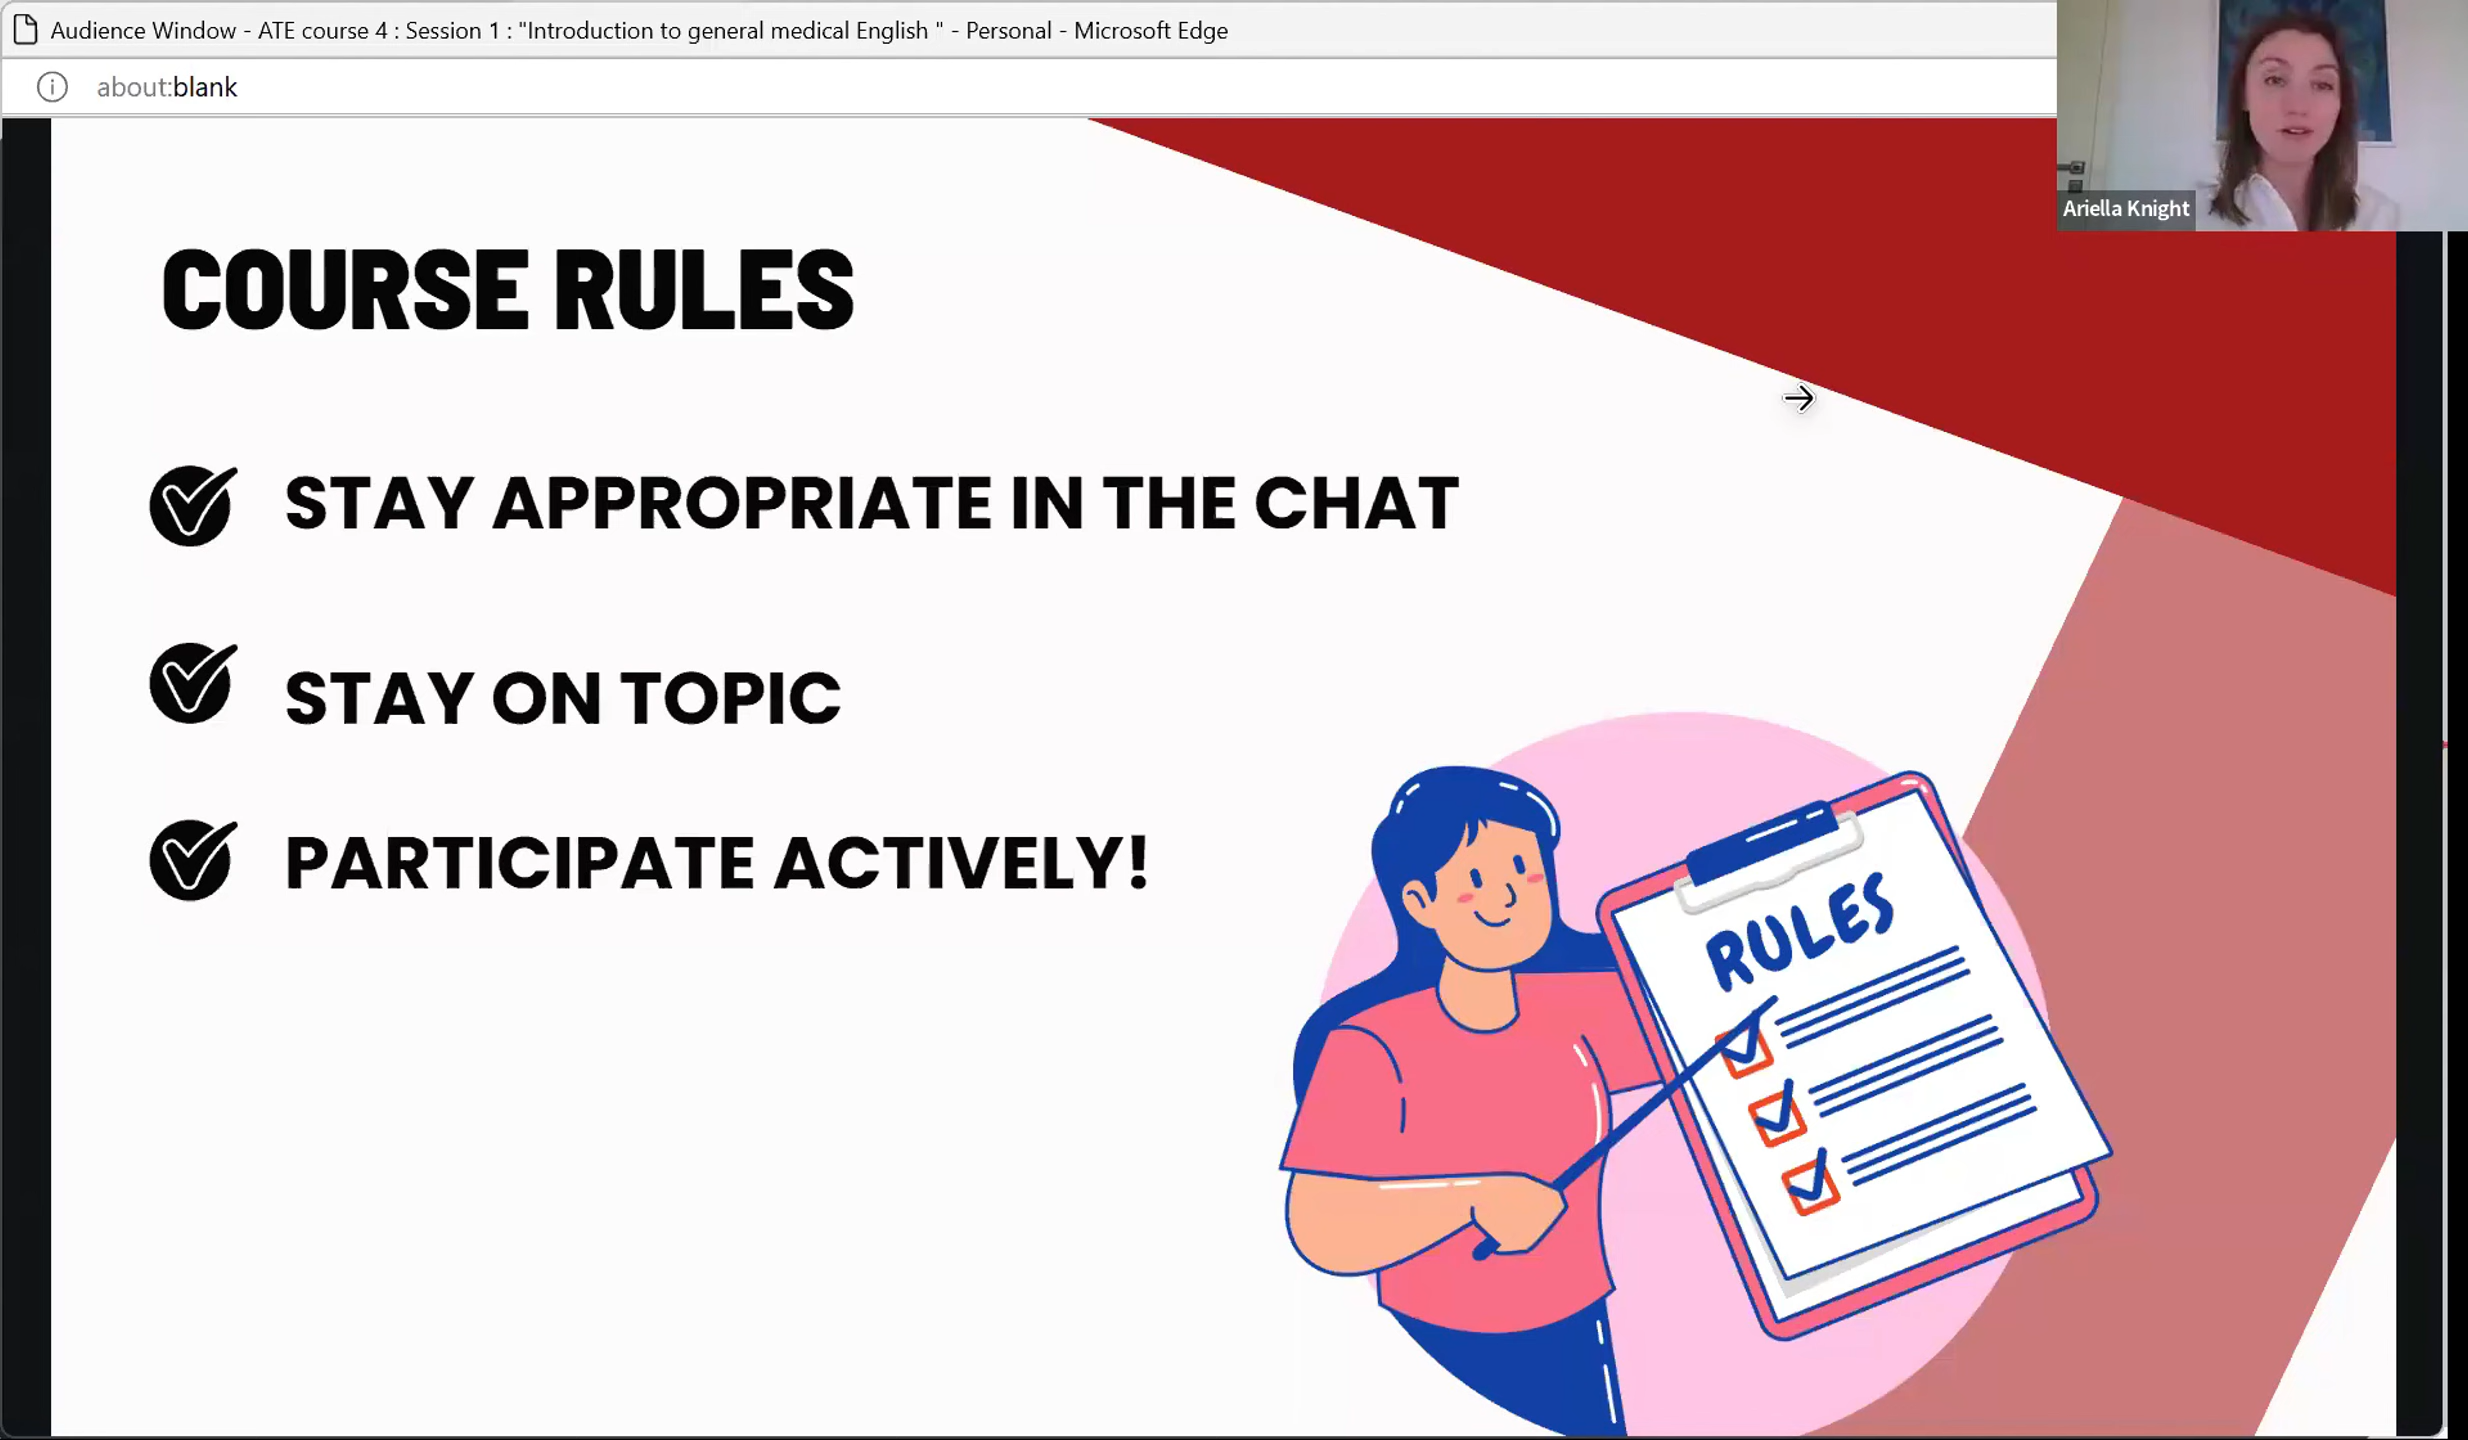 Audience Window - ATE course 4 : Session 1 : "Introduction to general medical English " - Personal - Microsoft Edge
about:blank
Ariella Knight
COURSE RULES
STAY APPROPRIATE IN THE CHAT
STAY ON TOPIC
PARTICIPATE ACTIVELY!
RULES